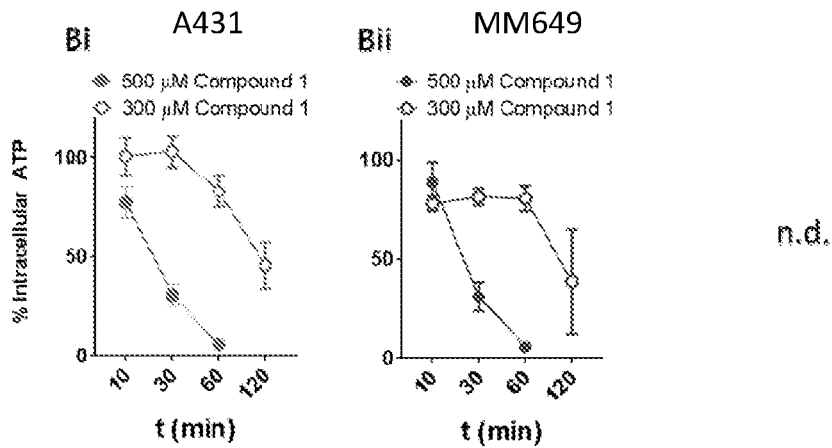 Bi A431
500 µM Compound 1
300 µM Compound 1
% Intracellular ATP
100
50
0
10 30 60 120
t (min)
Bii MM649
500 µM Compound 1
300 µM Compound 1
100
50
0
10 30 60 120
t (min)
n.d.